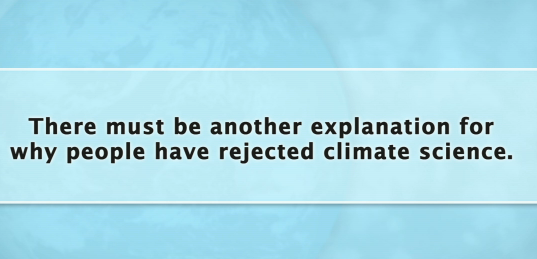 There must be another explanation for
why people have rejected climate science.